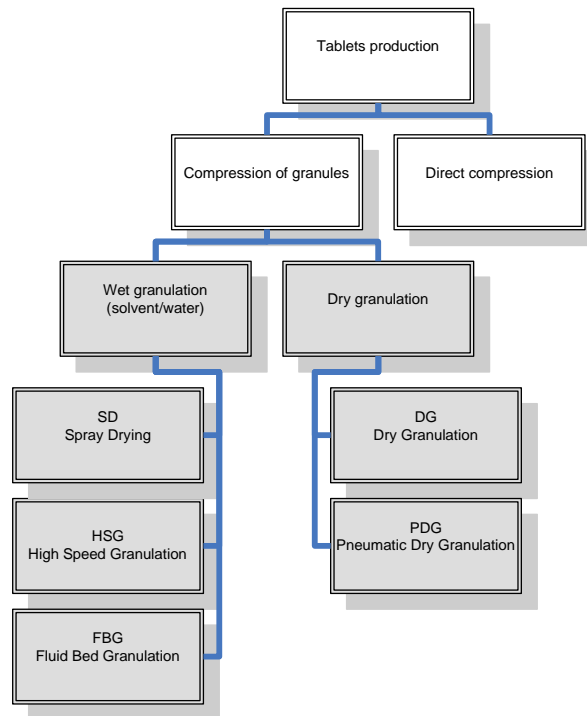 Tablets production
Compression of granules
Direct compression
Wet granulation
(solvent/water)
Dry granulation
SD
Spray Drying
DG
Dry Granulation
HSG
High Speed Granulation
PDG
Pneumatic Dry Granulation
FBG
Fluid Bed Granulation